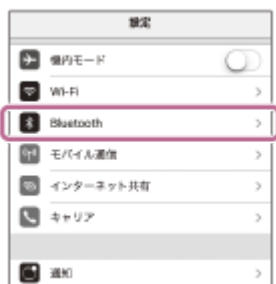 設定
機内モード
Wi-Fi
Bluetooth
モバイル通信
インターネット共有
キャリア
通知